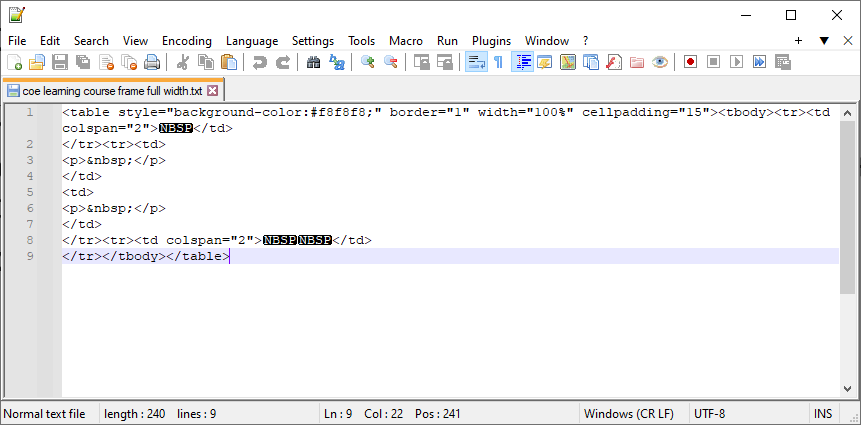 File Edit Search View Encoding Language Settings Tools Macro Run Plugins Window ? + ▼ X
coe learning course frame full width.txt
1 <table style="background-color:#f8f8f8;" border="1" width="100%" cellpadding="15"><tbody><tr><td
colspan="2">NBSP</td>
2 </tr><tr><td>
3 <p>&nbsp;</p>
4 </td>
5 <td>
6 <p>&nbsp;</p>
7 </td>
8 </tr><tr><td colspan="2">NBSPNBSP</td>
9 </tr></tbody></table>
Normal text file length : 240 lines : 9 Ln : 9 Col : 22 Pos : 241 Windows (CR LF) UTF-8 INS